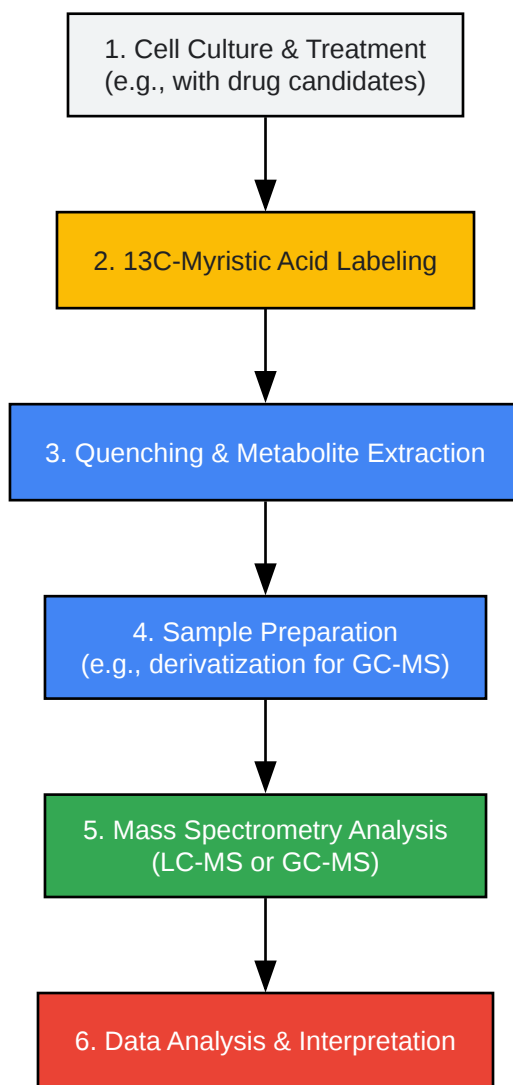 1. Cell Culture & Treatment
(e.g., with drug candidates)
2. 13C-Myristic Acid Labeling
3. Quenching & Metabolite Extraction
4. Sample Preparation
(e.g., derivatization for GC-MS)
5. Mass Spectrometry Analysis
(LC-MS or GC-MS)
6. Data Analysis & Interpretation